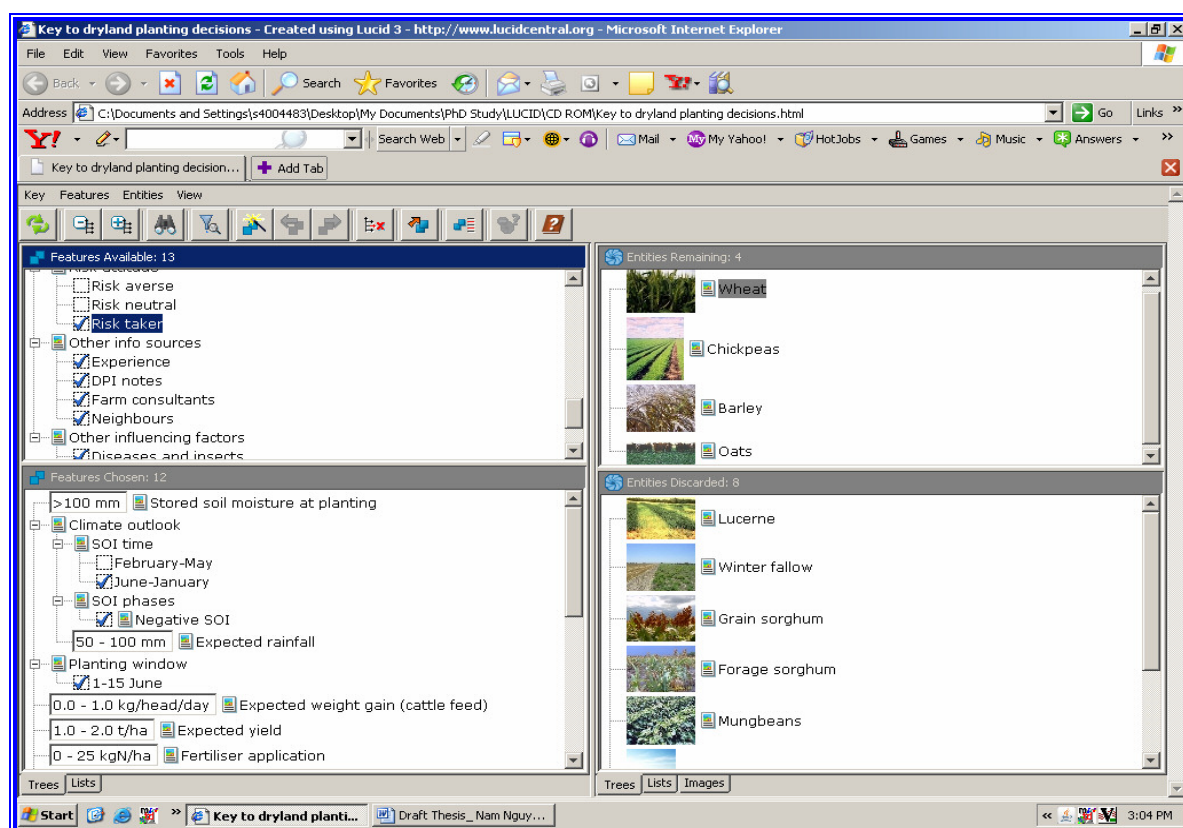 Key to dryland planting decisions - Created using Lucid 3 - http://www.lucidcentral.org - Microsoft Internet Explorer
File Edit View Favorites Tools Help
Back Search Favorites
Address C:\Documents and Settings\s4004483\Desktop\My Documents\PhD Study\LUCID\CD ROM\Key to dryland planting decisions.html Go Links »
Y! Search Web Mail My My Yahoo! HotJobs Games Music Answers »
Key to dryland planting decision... Add Tab
Key Features Entities View
Features Available: 13
Risk attitude
Risk averse
Risk neutral
Risk taker
Other info sources
Experience
DPI notes
Farm consultants
Neighbours
Other influencing factors
Diseases and insects
Features Chosen: 12
>100 mm Stored soil moisture at planting
Climate outlook
SOI time
February-May
June-January
SOI phases
Negative SOI
50 - 100 mm Expected rainfall
Planting window
1-15 June
0.0 - 1.0 kg/head/day Expected weight gain (cattle feed)
1.0 - 2.0 t/ha Expected yield
0 - 25 kgN/ha Fertiliser application
Trees Lists
Entities Remaining: 4
Wheat
Chickpeas
Barley
Oats
Entities Discarded: 8
Lucerne
Winter fallow
Grain sorghum
Forage sorghum
Mungbeans
Trees Lists Images
Start » Key to dryland planti... Draft Thesis_ Nam Nguy... « 3:04 PM